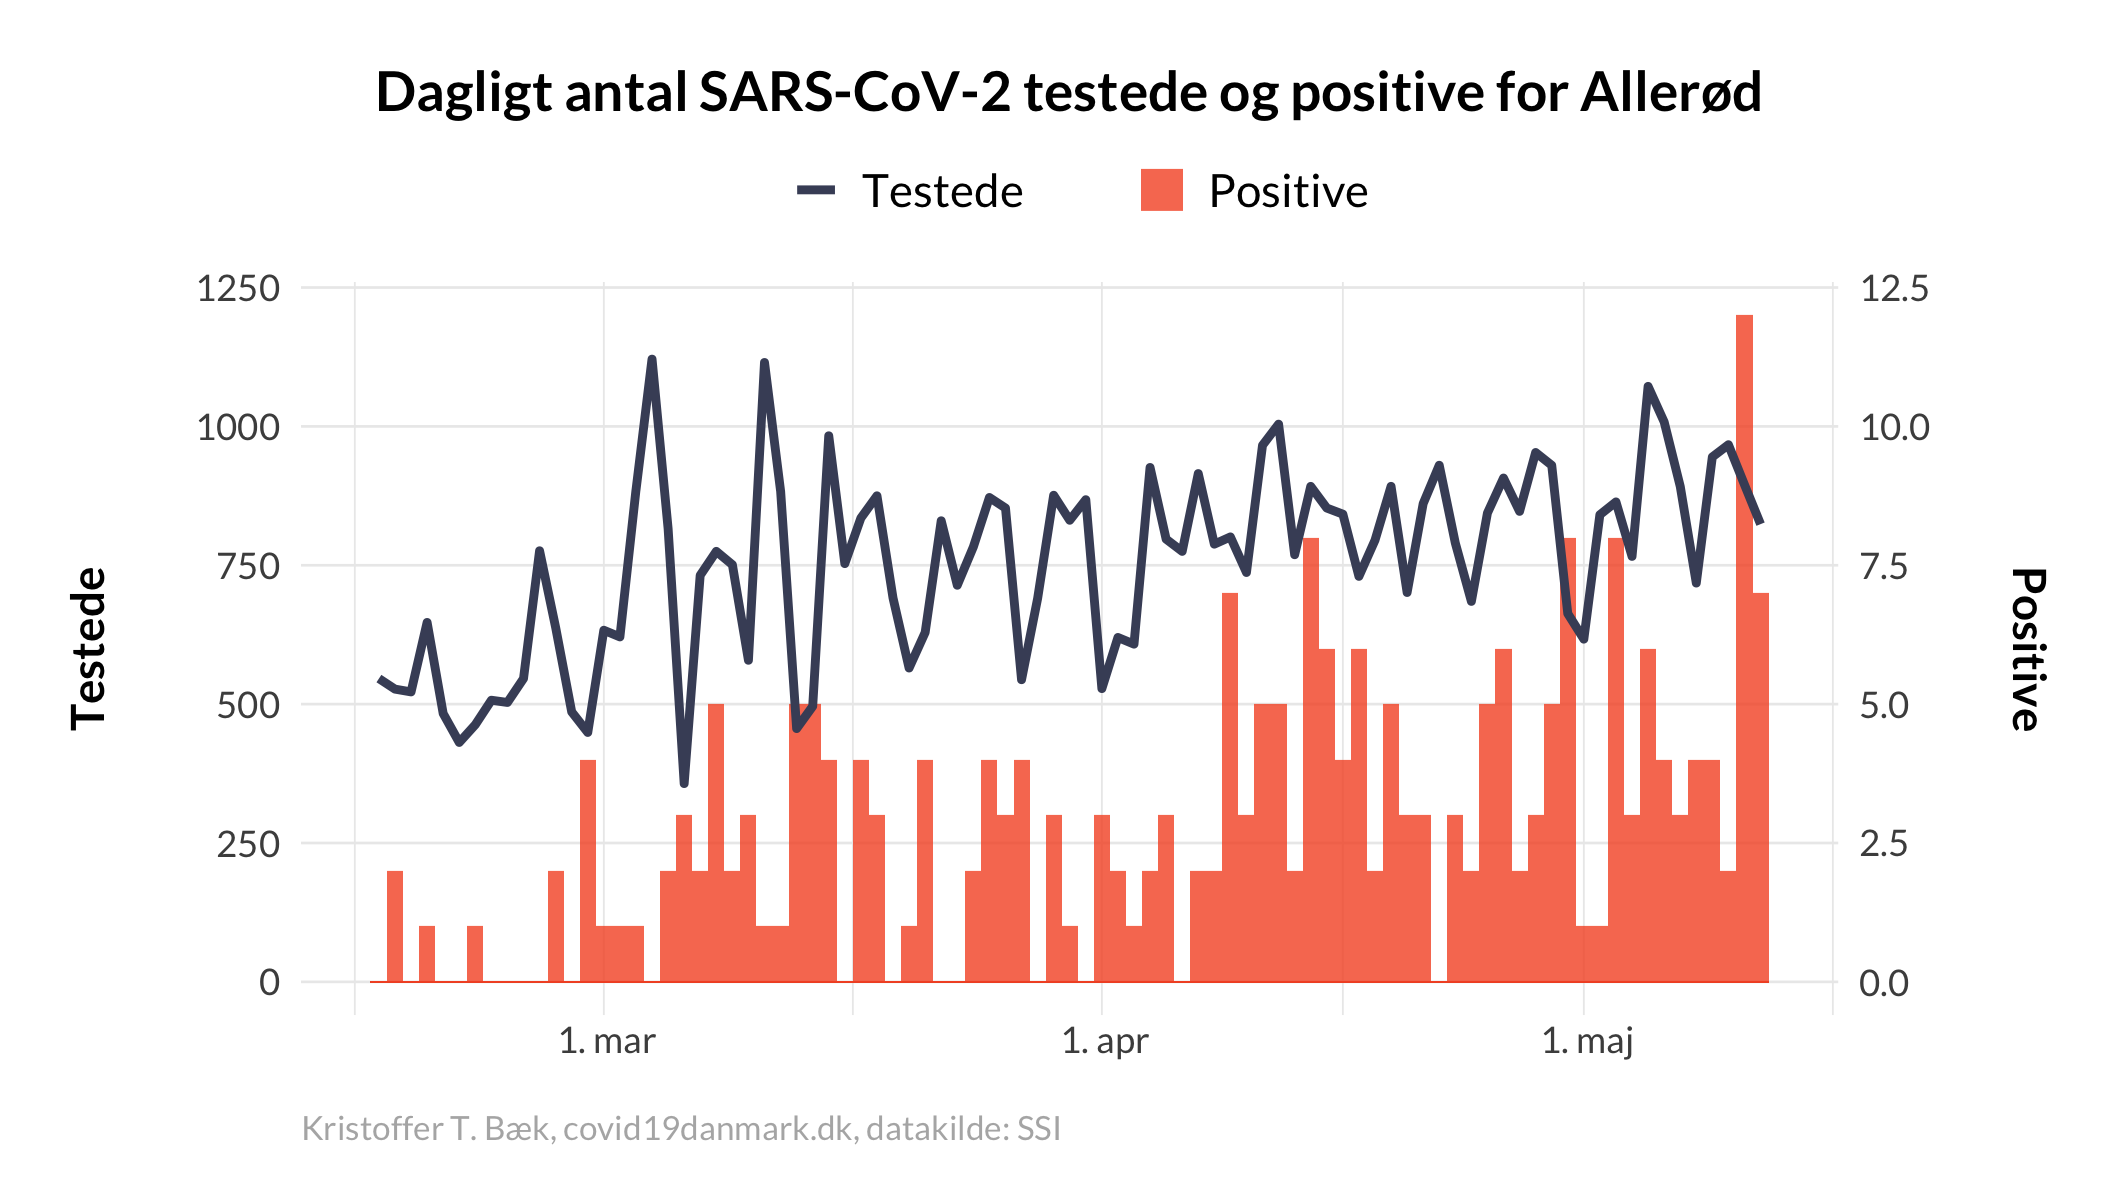 Dagligt antal SARS-CoV-2 testede og positive for Allerød
Testede Positive
1250 12.5
1000 10.0
750 7.5
500 5.0
250 2.5
0 0.0
Testede
Positive
1. mar 1. apr 1. maj
Kristoffer T. Bæk, covid19danmark.dk, datakilde: SSI